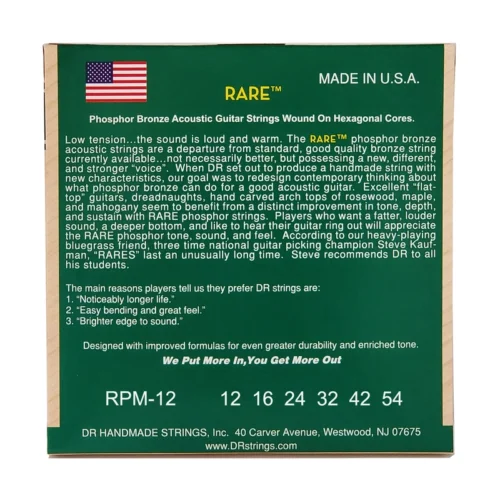 MADE IN U.S.A.
RARE™
Phosphor Bronze Acoustic Guitar Strings Wound On Hexagonal Cores.
Low tension...the sound is loud and warm. The RARE™ phosphor bronze
acoustic strings are a departure from standard, good quality bronze string
currently available...not necessarily better, but possessing a new, different,
and stronger “voice”. When DR set out to produce a handmade string with
new characteristics, our goal was to redesign contemporary thinking about
what phosphor bronze can do for a good acoustic guitar. Excellent “flat-
top” guitars, dreadnaughts, hand carved arch tops of rosewood, maple,
and mahogany seem to benefit from a distinct improvement in tone, depth,
and sustain with RARE phosphor strings. Players who want a fatter, louder
sound, a deeper bottom, and like to hear their guitar ring out will appreciate
the RARE phosphor tone, sound, and feel. According to our heavy-playing
bluegrass friend, three time national guitar picking champion Steve Kauf-
man, “RARES” last an unusually long time. Steve recommends DR to all
his students.
The main reasons players tell us they prefer DR strings are:
1. “Noticeably longer life.”
2. “Easy bending and great feel.”
3. “Brighter edge to sound.”
Designed with improved formulas for even greater durability and enriched tone.
We Put More In,You Get More Out
RPM-12 12 16 24 32 42 54
DR HANDMADE STRINGS, Inc. 40 Carver Avenue, Westwood, NJ 07675
www.DRstrings.com